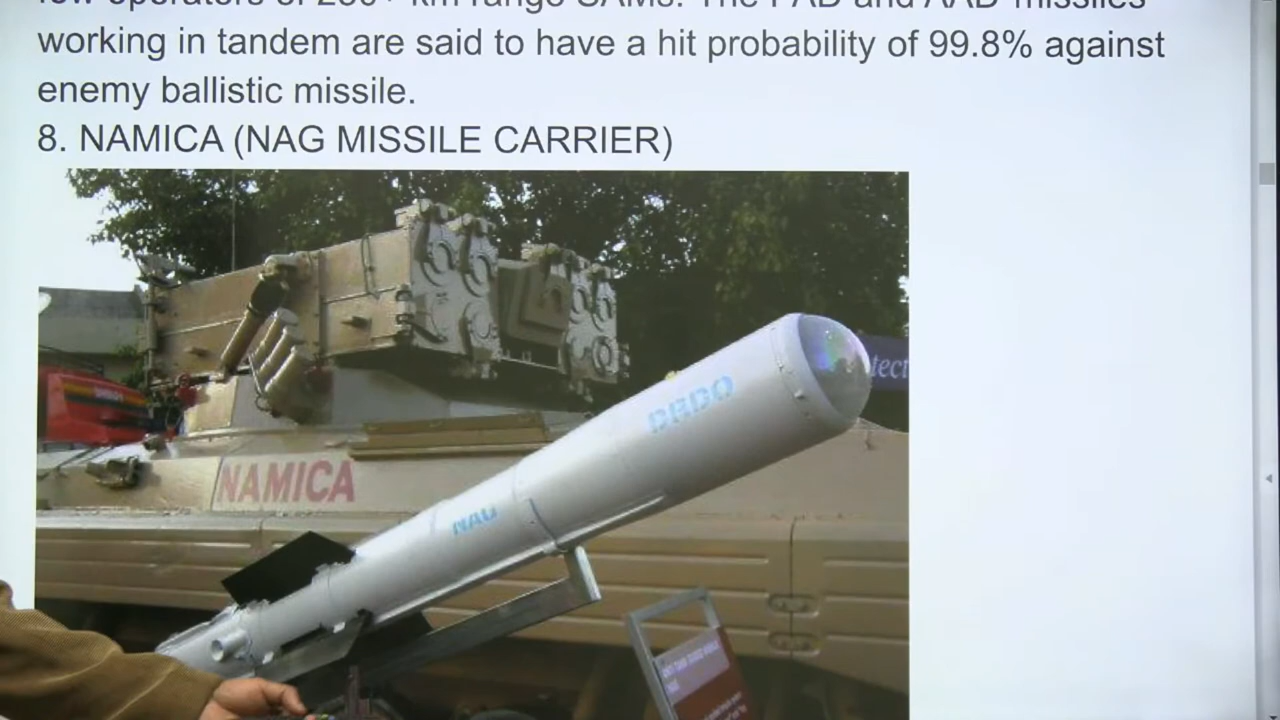 working in tandem are said to have a hit probability of 99.8% against
enemy ballistic missile.
8. NAMICA (NAG MISSILE CARRIER)
tect
DRDO
NAMICA
NAG